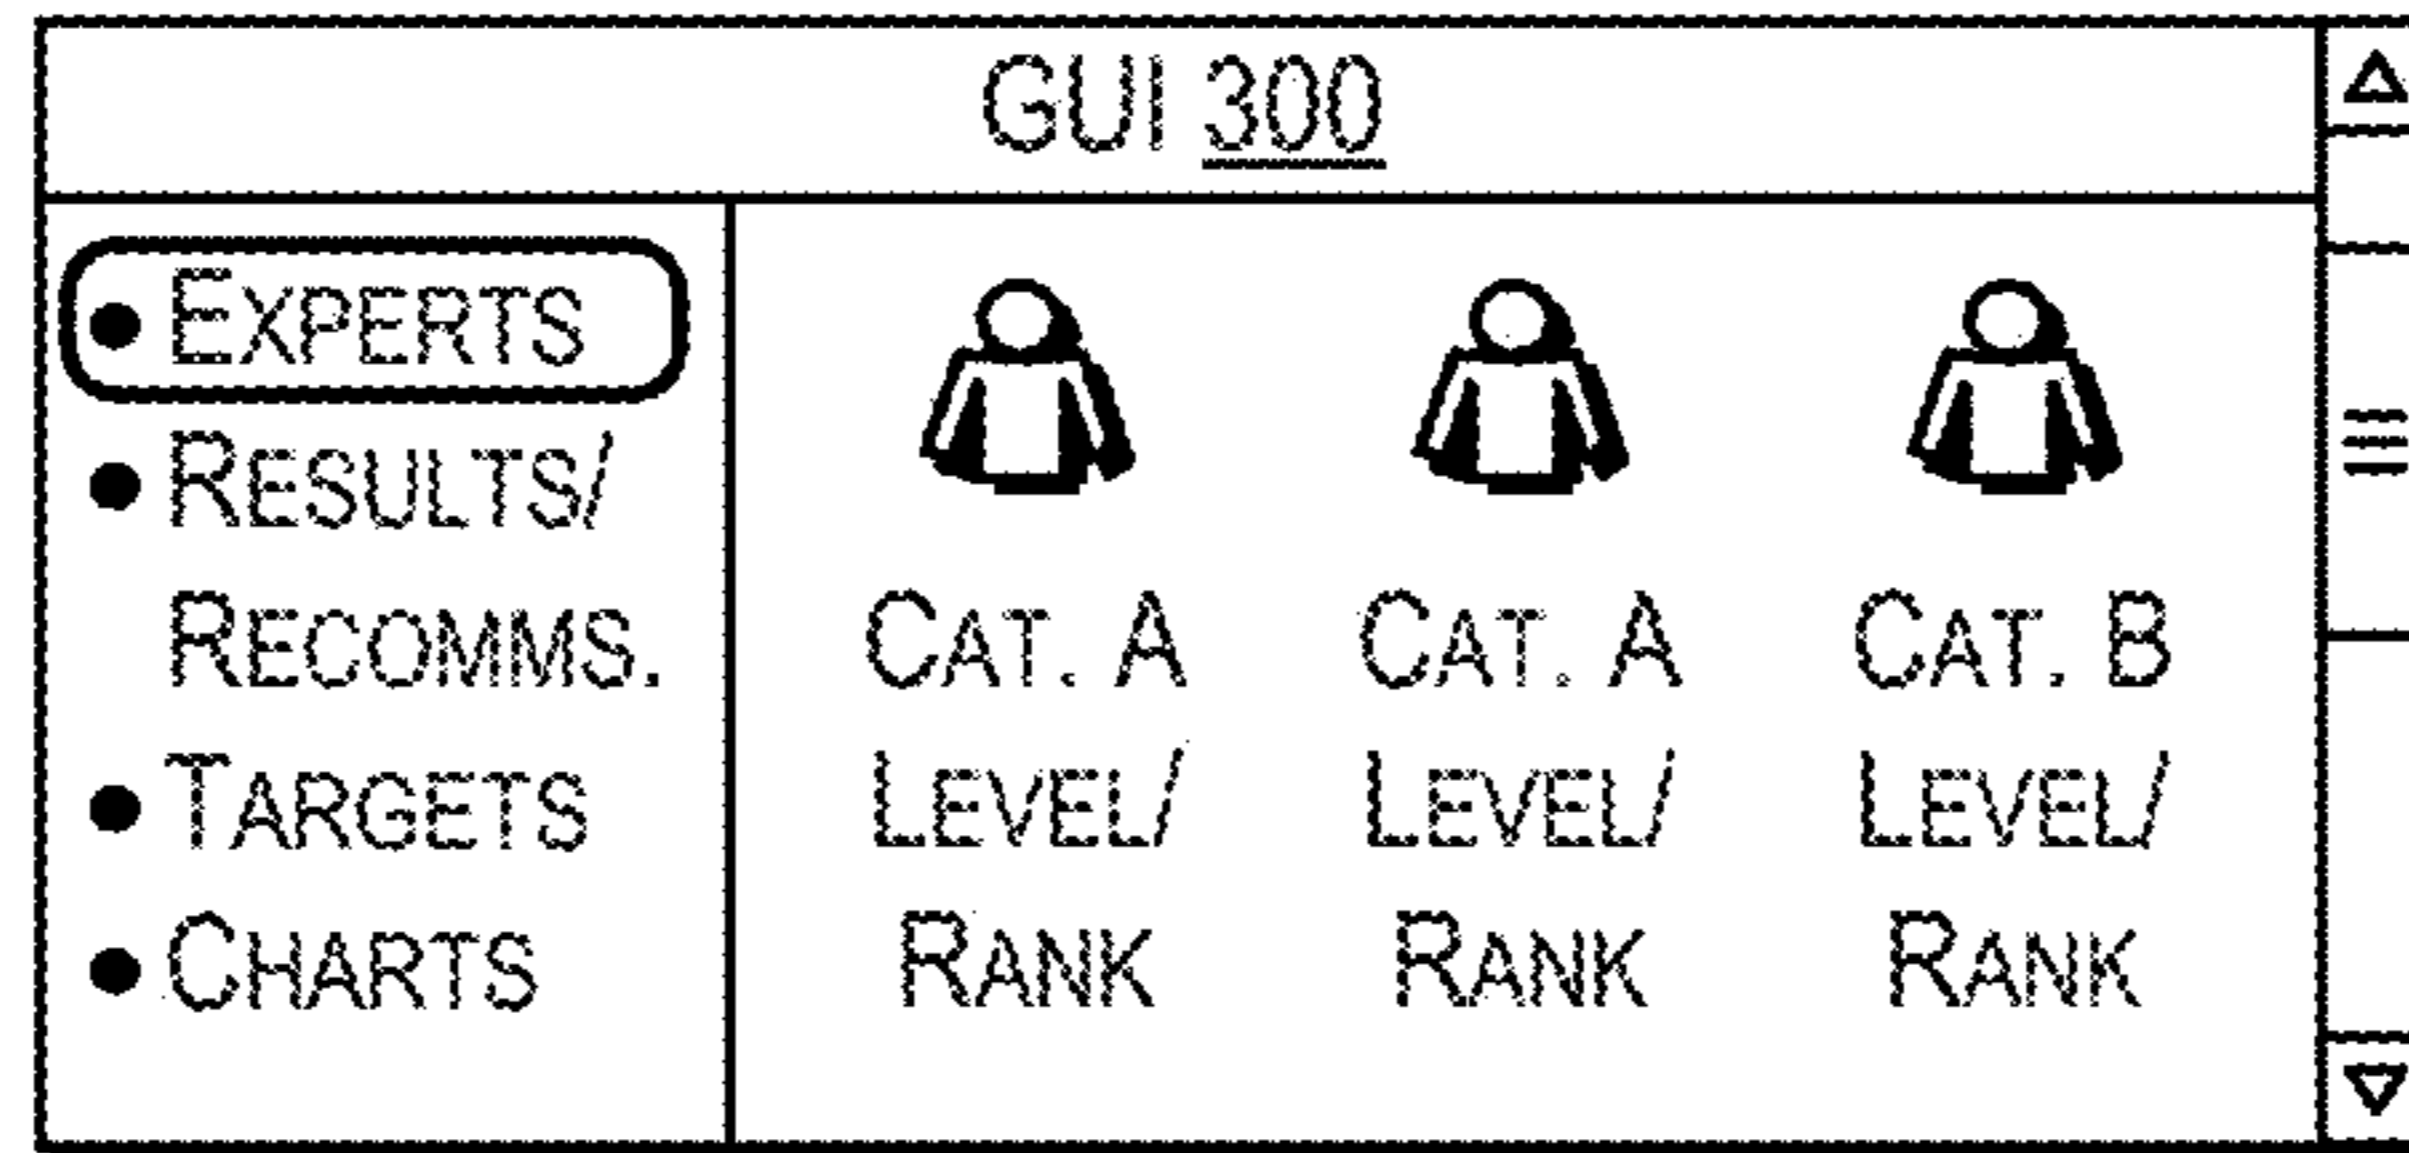 GUI 300
• EXPERTS
• RESULTS/
RECOMMS.
• TARGETS
• CHARTS
CAT. A CAT. A CAT. B
LEVEL/ LEVEL/ LEVEL/
RANK RANK RANK